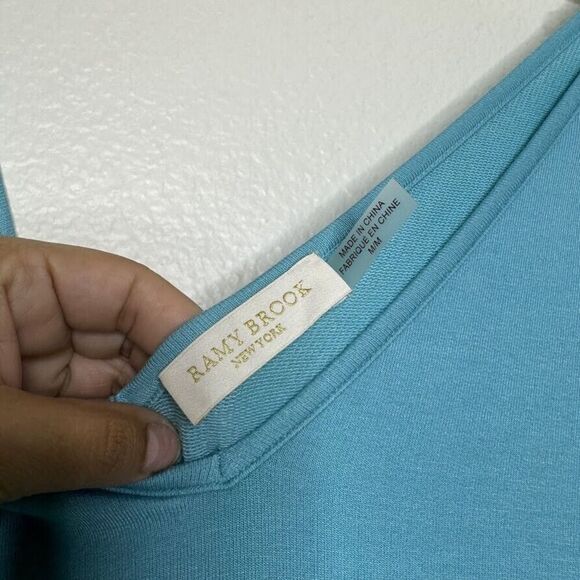 RAMY BROOK
NEW YORK
MADE IN CHINA
FABRIQUÉ EN CHINE
M/M